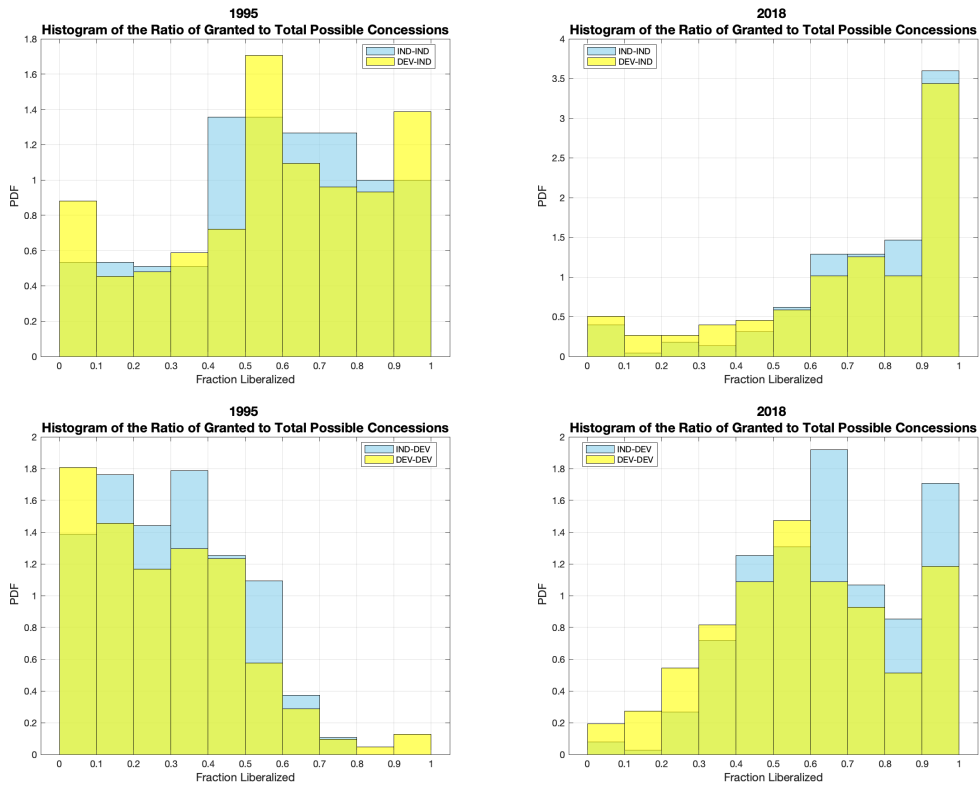 1995
Histogram of the Ratio of Granted to Total Possible Concessions
IND-IND
DEV-IND
1.8
1.6
1.4
1.2
1
0.8
0.6
0.4
0.2
0
PDF
0 0.1 0.2 0.3 0.4 0.5 0.6 0.7 0.8 0.9 1
Fraction Liberalized
2018
Histogram of the Ratio of Granted to Total Possible Concessions
IND-IND
DEV-IND
4
3.5
3
2.5
2
1.5
1
0.5
0
PDF
0 0.1 0.2 0.3 0.4 0.5 0.6 0.7 0.8 0.9 1
Fraction Liberalized
1995
Histogram of the Ratio of Granted to Total Possible Concessions
IND-DEV
DEV-DEV
2
1.8
1.6
1.4
1.2
1
0.8
0.6
0.4
0.2
0
PDF
0 0.1 0.2 0.3 0.4 0.5 0.6 0.7 0.8 0.9 1
Fraction Liberalized
2018
Histogram of the Ratio of Granted to Total Possible Concessions
IND-DEV
DEV-DEV
2
1.8
1.6
1.4
1.2
1
0.8
0.6
0.4
0.2
0
PDF
0 0.1 0.2 0.3 0.4 0.5 0.6 0.7 0.8 0.9 1
Fraction Liberalized